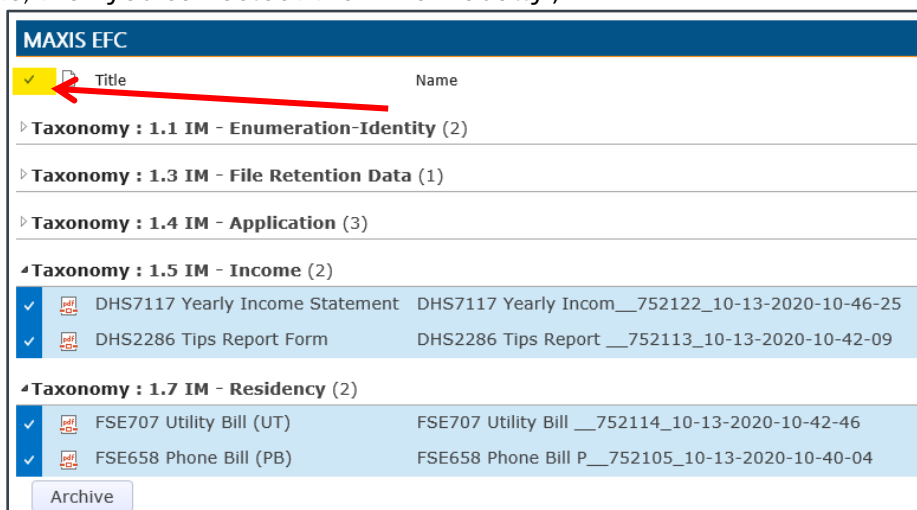 MAXIS EFC
Title Name
Taxonomy : 1.1 IM - Enumeration-Identity (2)
Taxonomy : 1.3 IM - File Retention Data (1)
Taxonomy : 1.4 IM - Application (3)
Taxonomy : 1.5 IM - Income (2)
DHS7117 Yearly Income Statement DHS7117 Yearly Incom__752122_10-13-2020-10-46-25
DHS2286 Tips Report Form DHS2286 Tips Report __752113_10-13-2020-10-42-09
Taxonomy : 1.7 IM - Residency (2)
FSE707 Utility Bill (UT) FSE707 Utility Bill __752114_10-13-2020-10-42-46
FSE658 Phone Bill (PB) FSE658 Phone Bill P__752105_10-13-2020-10-40-04
Archive